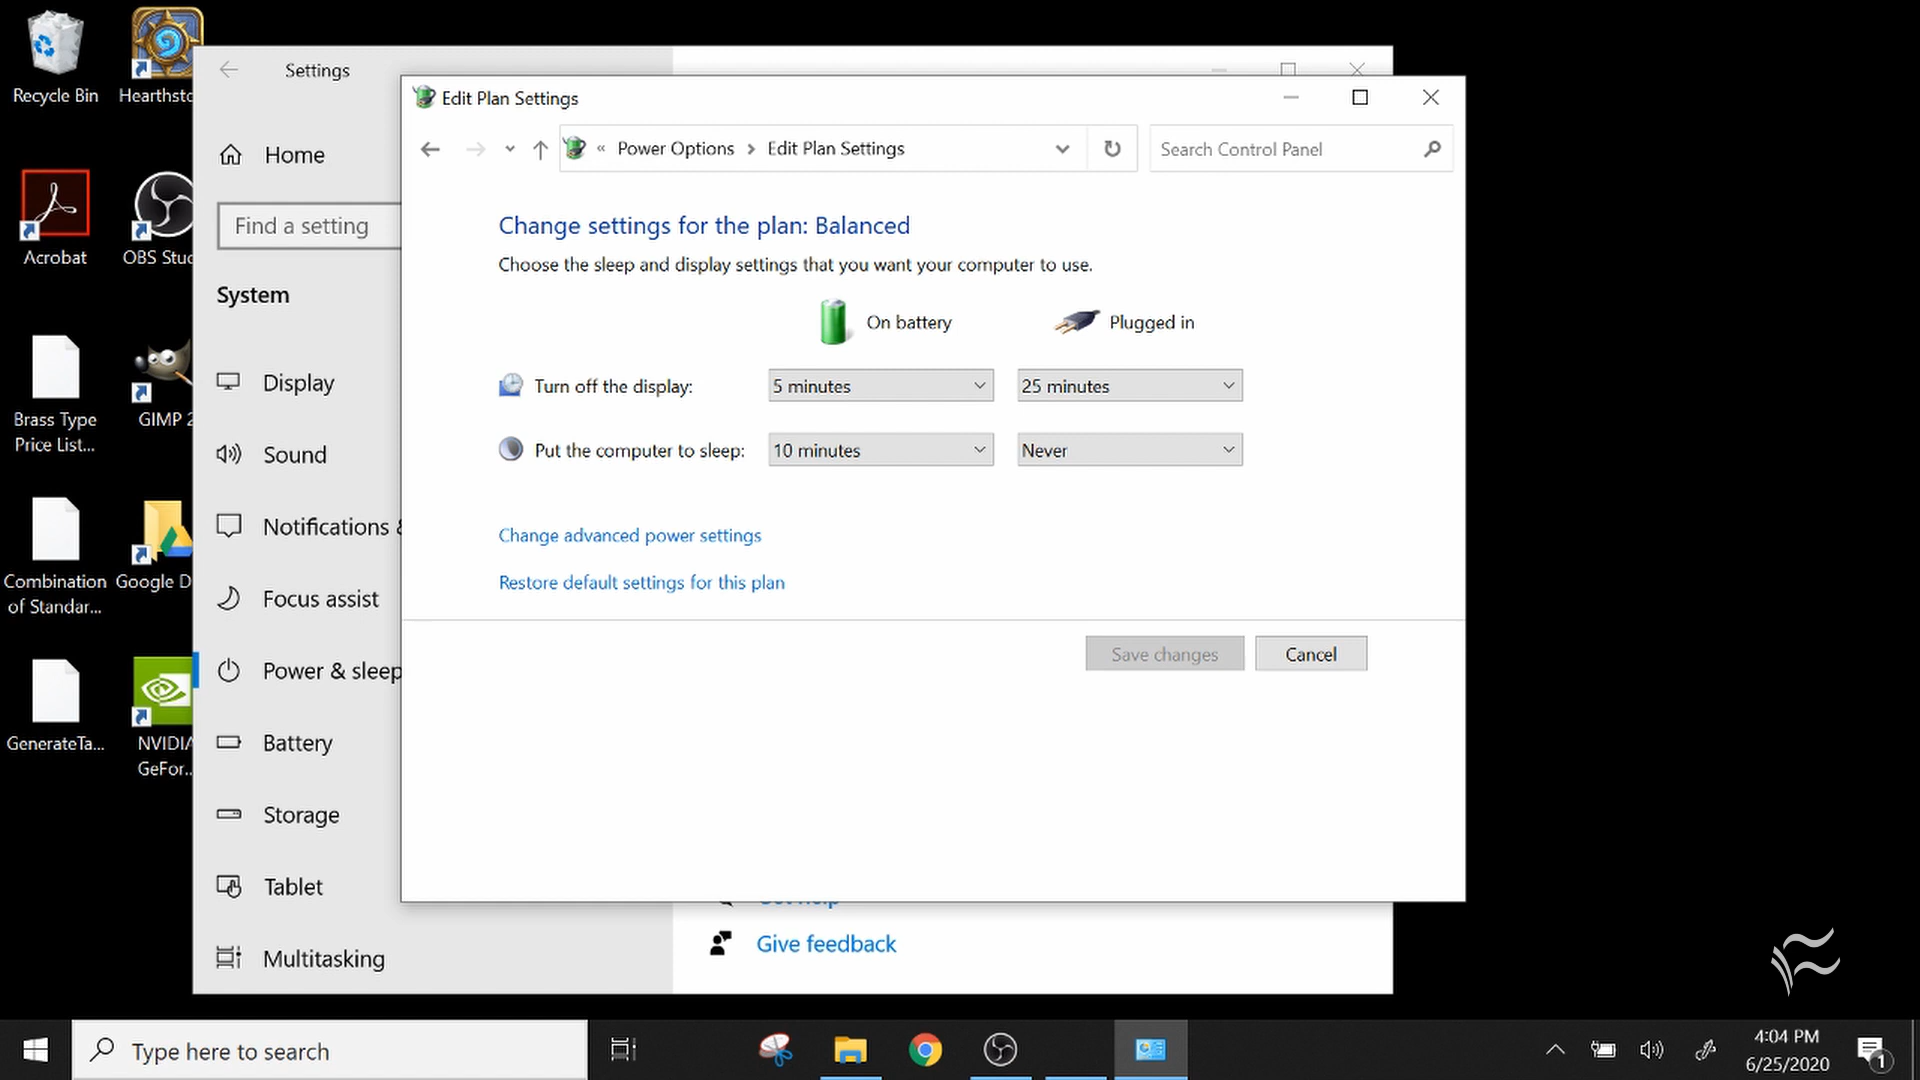 Recycle Bin
Hearthsto
Acrobat
OBS Stud
Brass Type
Price List...
GIMP 2
Combination
of Standar...
Google D
GenerateTa...
NVIDIA
GeFor...
Settings
Home
Find a setting
System
Display
Sound
Notifications &
Focus assist
Power & sleep
Battery
Storage
Tablet
Multitasking
Edit Plan Settings
« Power Options > Edit Plan Settings
Search Control Panel
Change settings for the plan: Balanced
Choose the sleep and display settings that you want your computer to use.
On battery
Plugged in
Turn off the display:
5 minutes
25 minutes
Put the computer to sleep:
10 minutes
Never
Change advanced power settings
Restore default settings for this plan
Save changes
Cancel
Get help
Give feedback
Type here to search
4:04 PM
6/25/2020
1